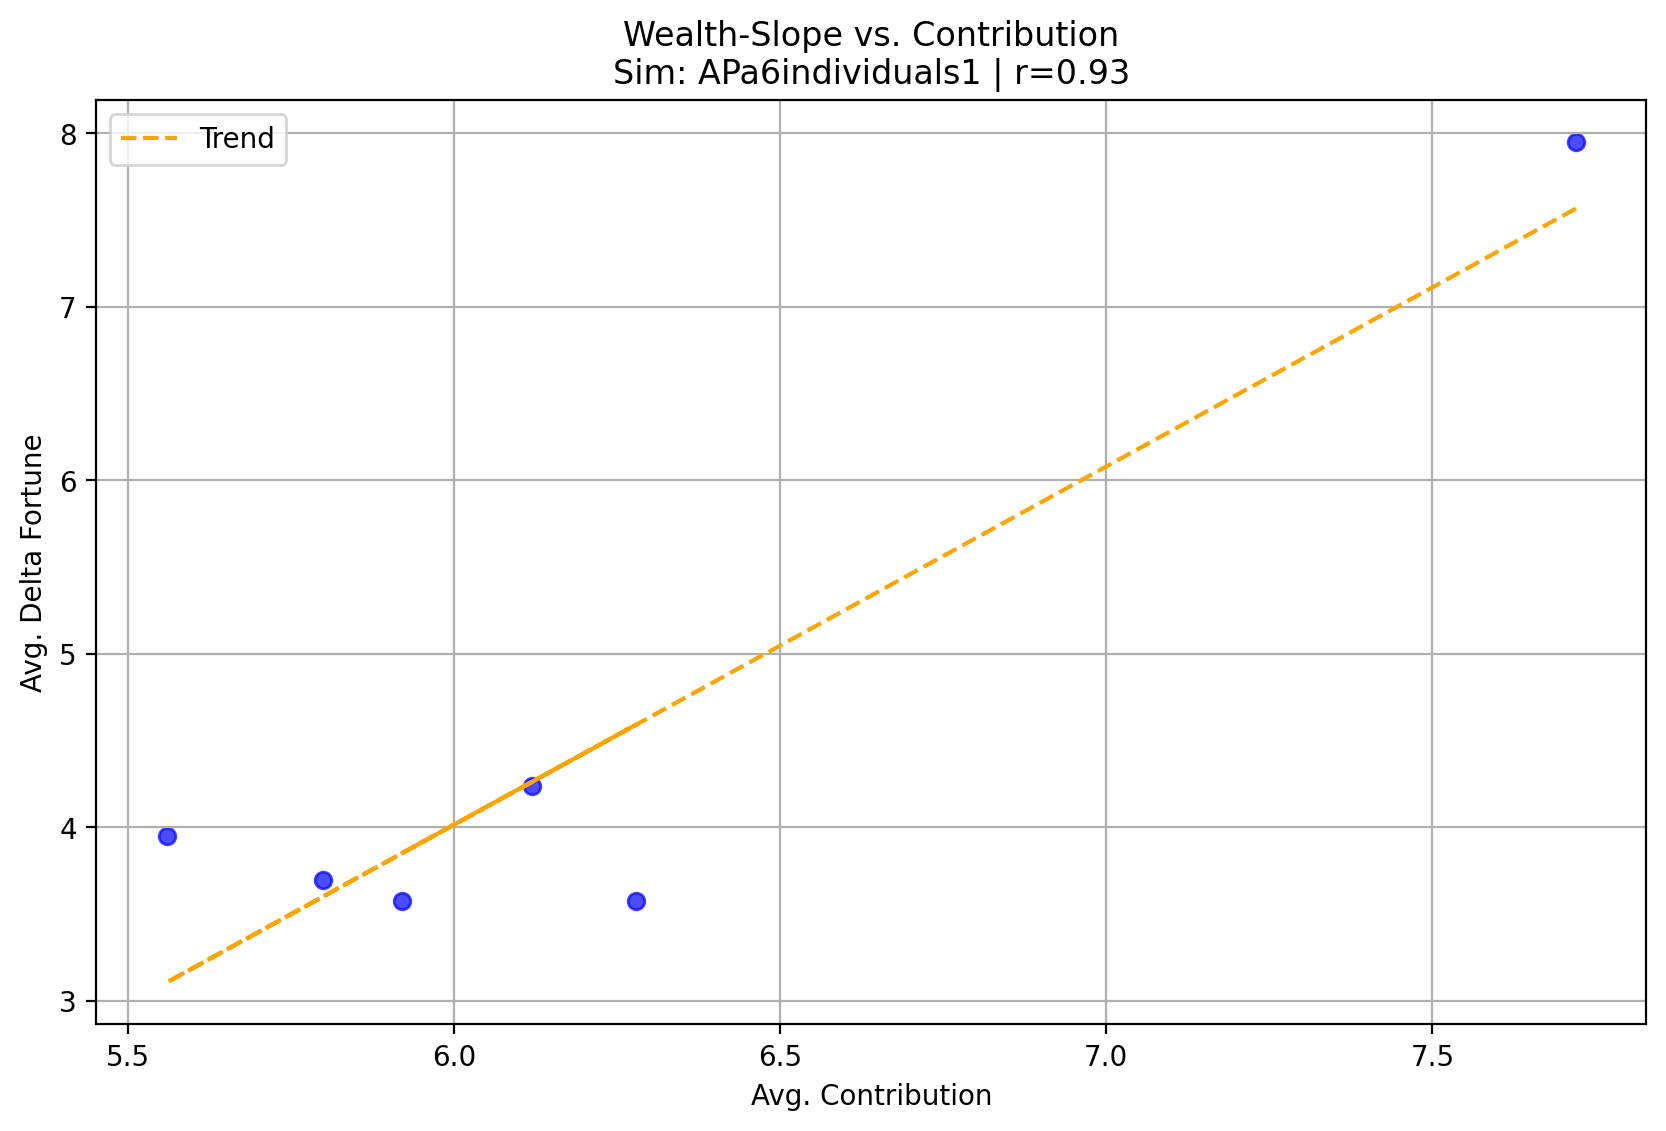 Wealth-Slope vs. Contribution
Sim: APa6individuals1 | r=0.93
Trend
Avg. Delta Fortune
8
7
6
5
4
3
5.5 6.0 6.5 7.0 7.5
Avg. Contribution